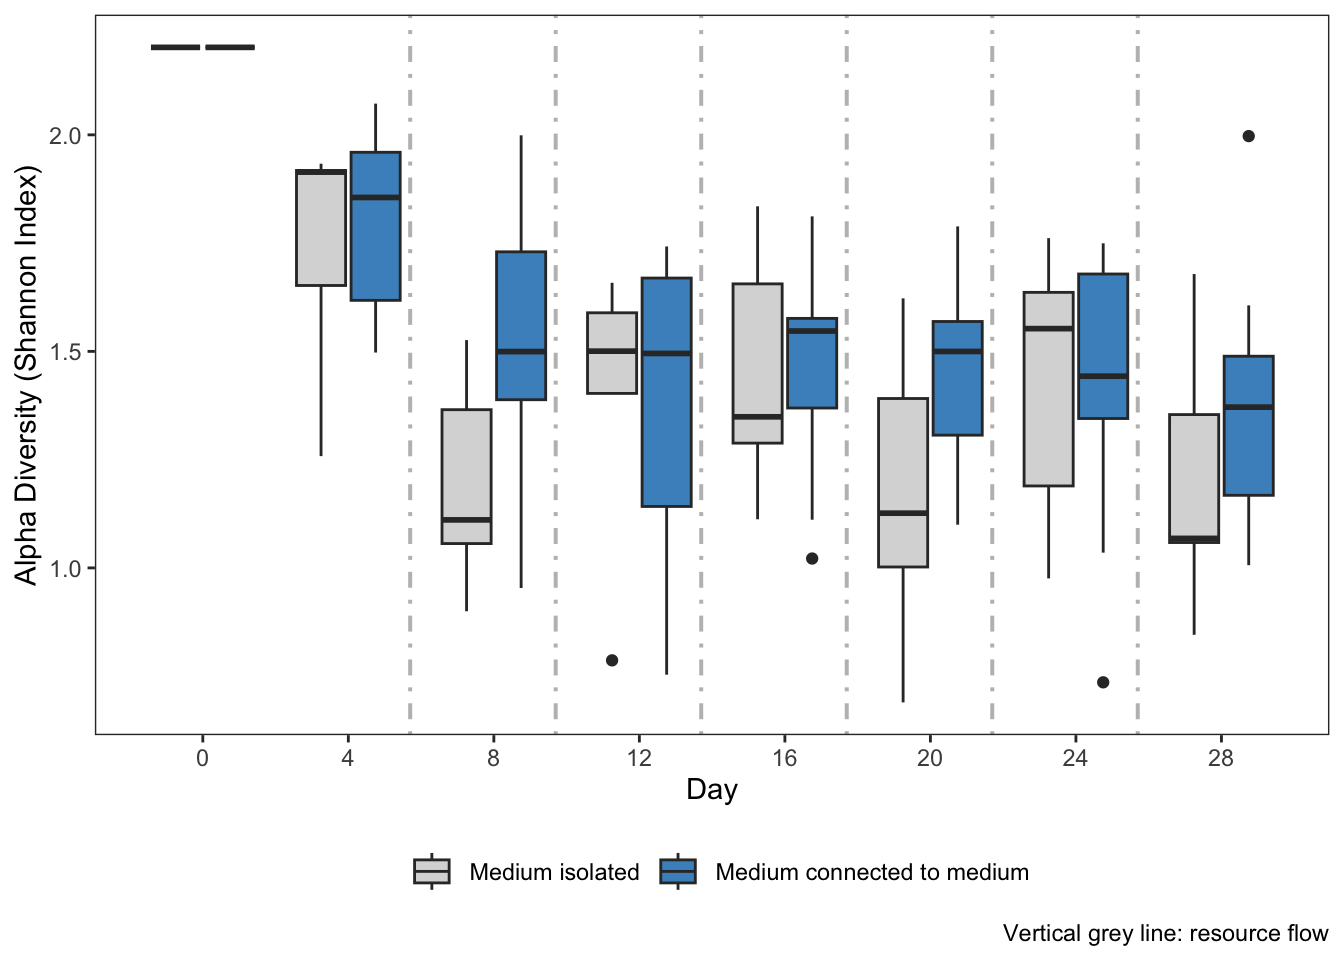 Alpha Diversity (Shannon Index)
2.0
1.5
1.0
0 4 8 12 16 20 24 28
Day
Medium isolated Medium connected to medium
Vertical grey line: resource flow